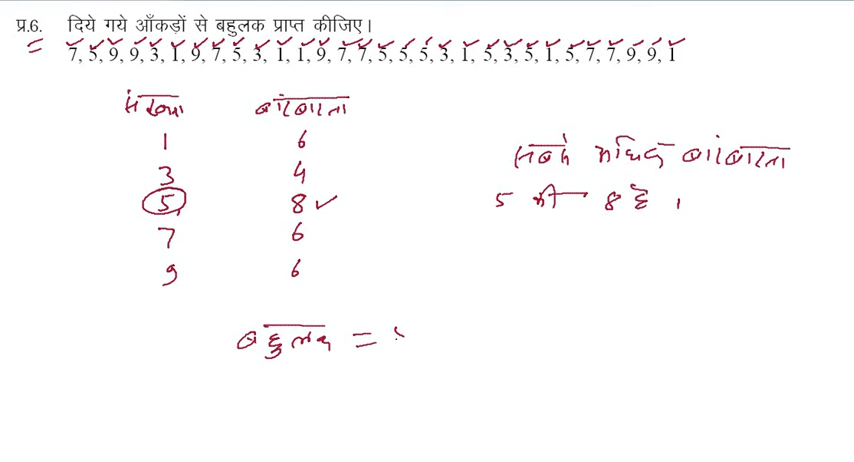 प्र.6. दिये गये आँकड़ों से बहुलक प्राप्त कीजिए।
7, 5, 9, 9, 3, 1, 9, 7, 5, 3, 1, 1, 9, 7, 7, 5, 5, 5, 3, 1, 5, 3, 5, 1, 5, 7, 7, 9, 9, 1
संख्या बारंबारता
1 6
3 4
5 8 ✓
7 6
9 6
सबसे अधिक बारंबारता
5 की 8 है।
बहुलक =